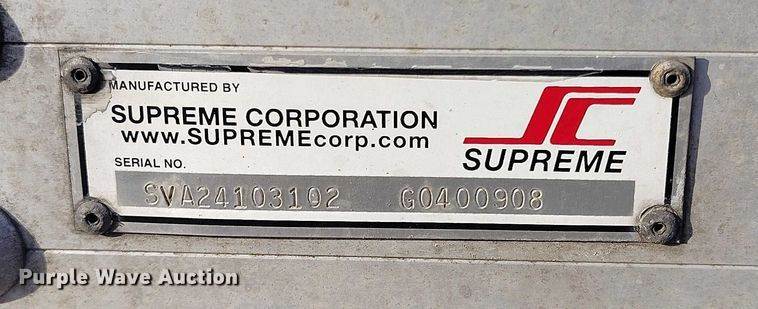 MANUFACTURED BY
SUPREME CORPORATION
www.SUPREMEcorp.com
SC
SUPREME
SERIAL NO.
SVA24103102 G0400908
Purple Wave Auction